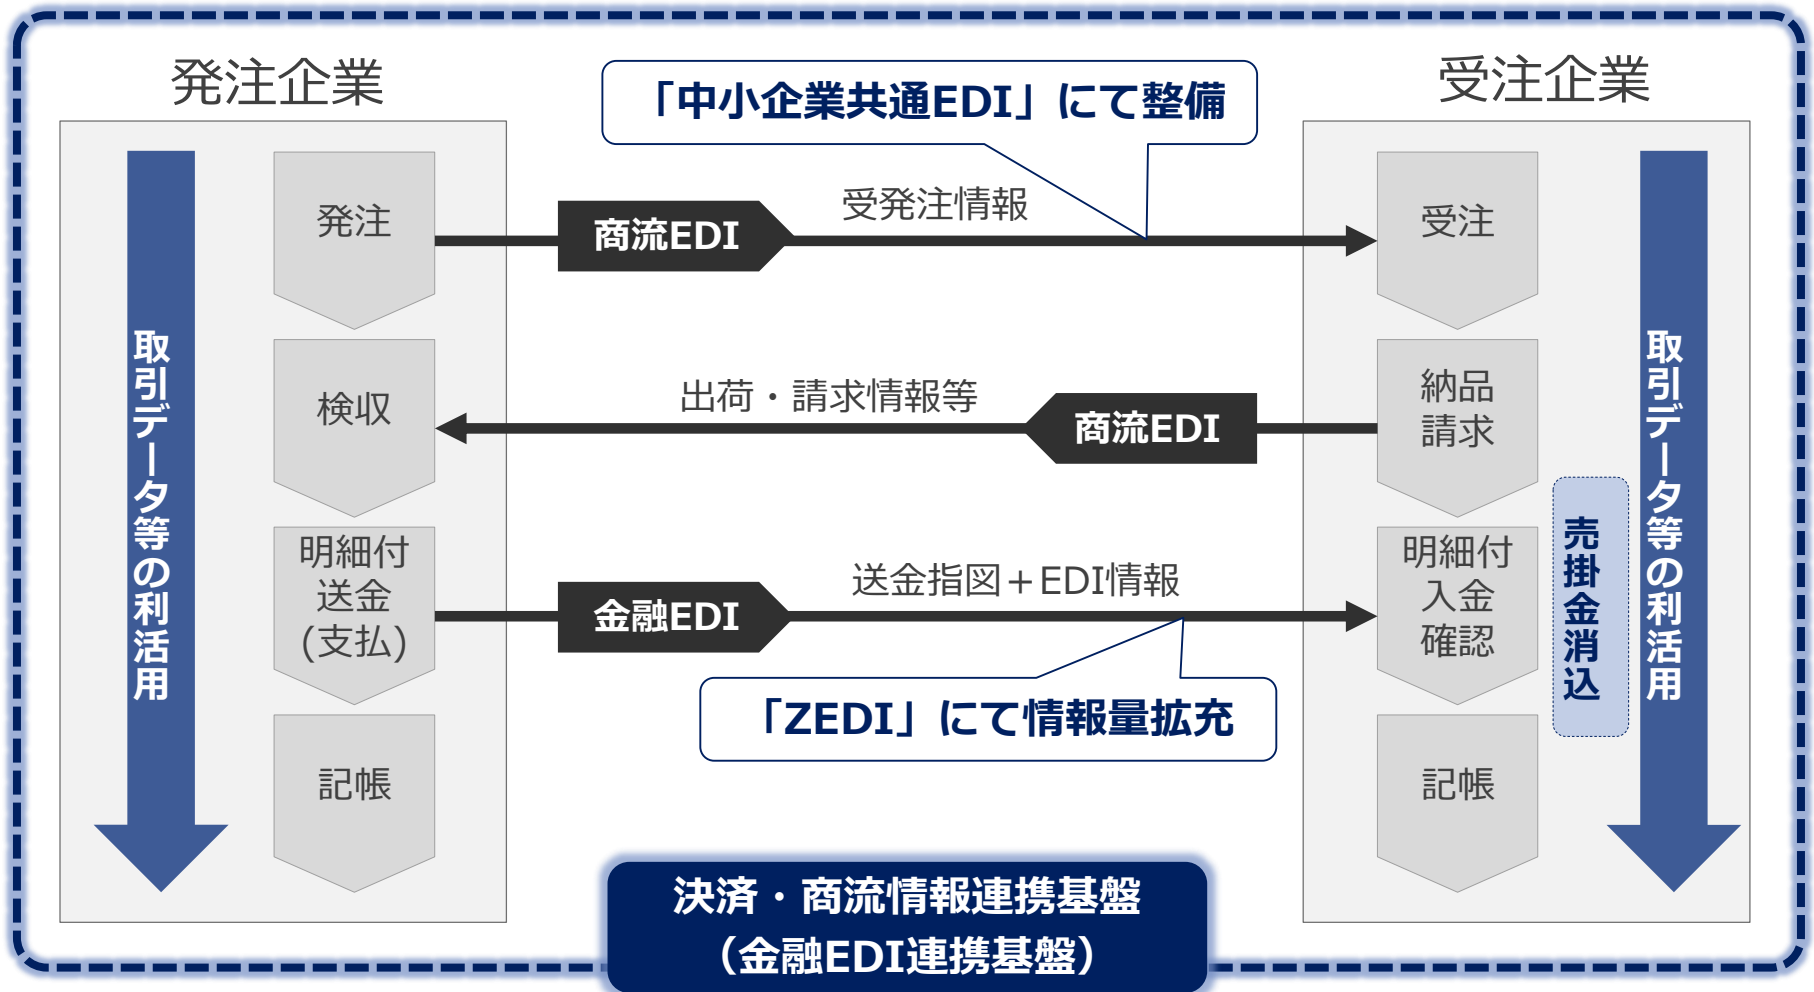 発注企業
受注企業
「中小企業共通EDI」にて整備
発注
商流EDI
受発注情報
受注
検収
出荷・請求情報等
商流EDI
納品
請求
明細付
送金
(支払)
金融EDI
送金指図＋EDI情報
明細付
入金
確認
「ZEDI」にて情報量拡充
記帳
記帳
取引データ等の利活用
売掛金消込
取引データ等の利活用
決済・商流情報連携基盤
（金融EDI連携基盤）